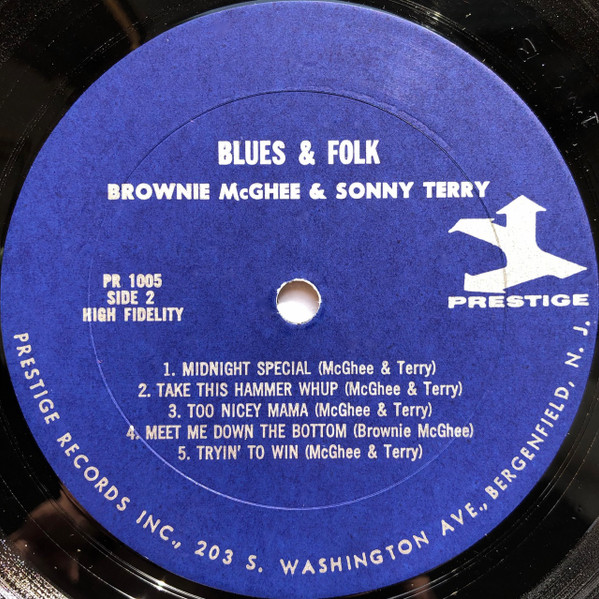 BLUES & FOLK
BROWNIE McGHEE & SONNY TERRY
PRESTIGE
PR 1005
SIDE 2
HIGH FIDELITY
1. MIDNIGHT SPECIAL (McGhee & Terry)
2. TAKE THIS HAMMER WHUP (McGhee & Terry)
3. TOO NICEY MAMA (McGhee & Terry)
4. MEET ME DOWN THE BOTTOM (Brownie McGhee)
5. TRYIN' TO WIN (McGhee & Terry)
PRESTIGE RECORDS INC., 203 S. WASHINGTON AVE., BERGENFIELD, N. J.